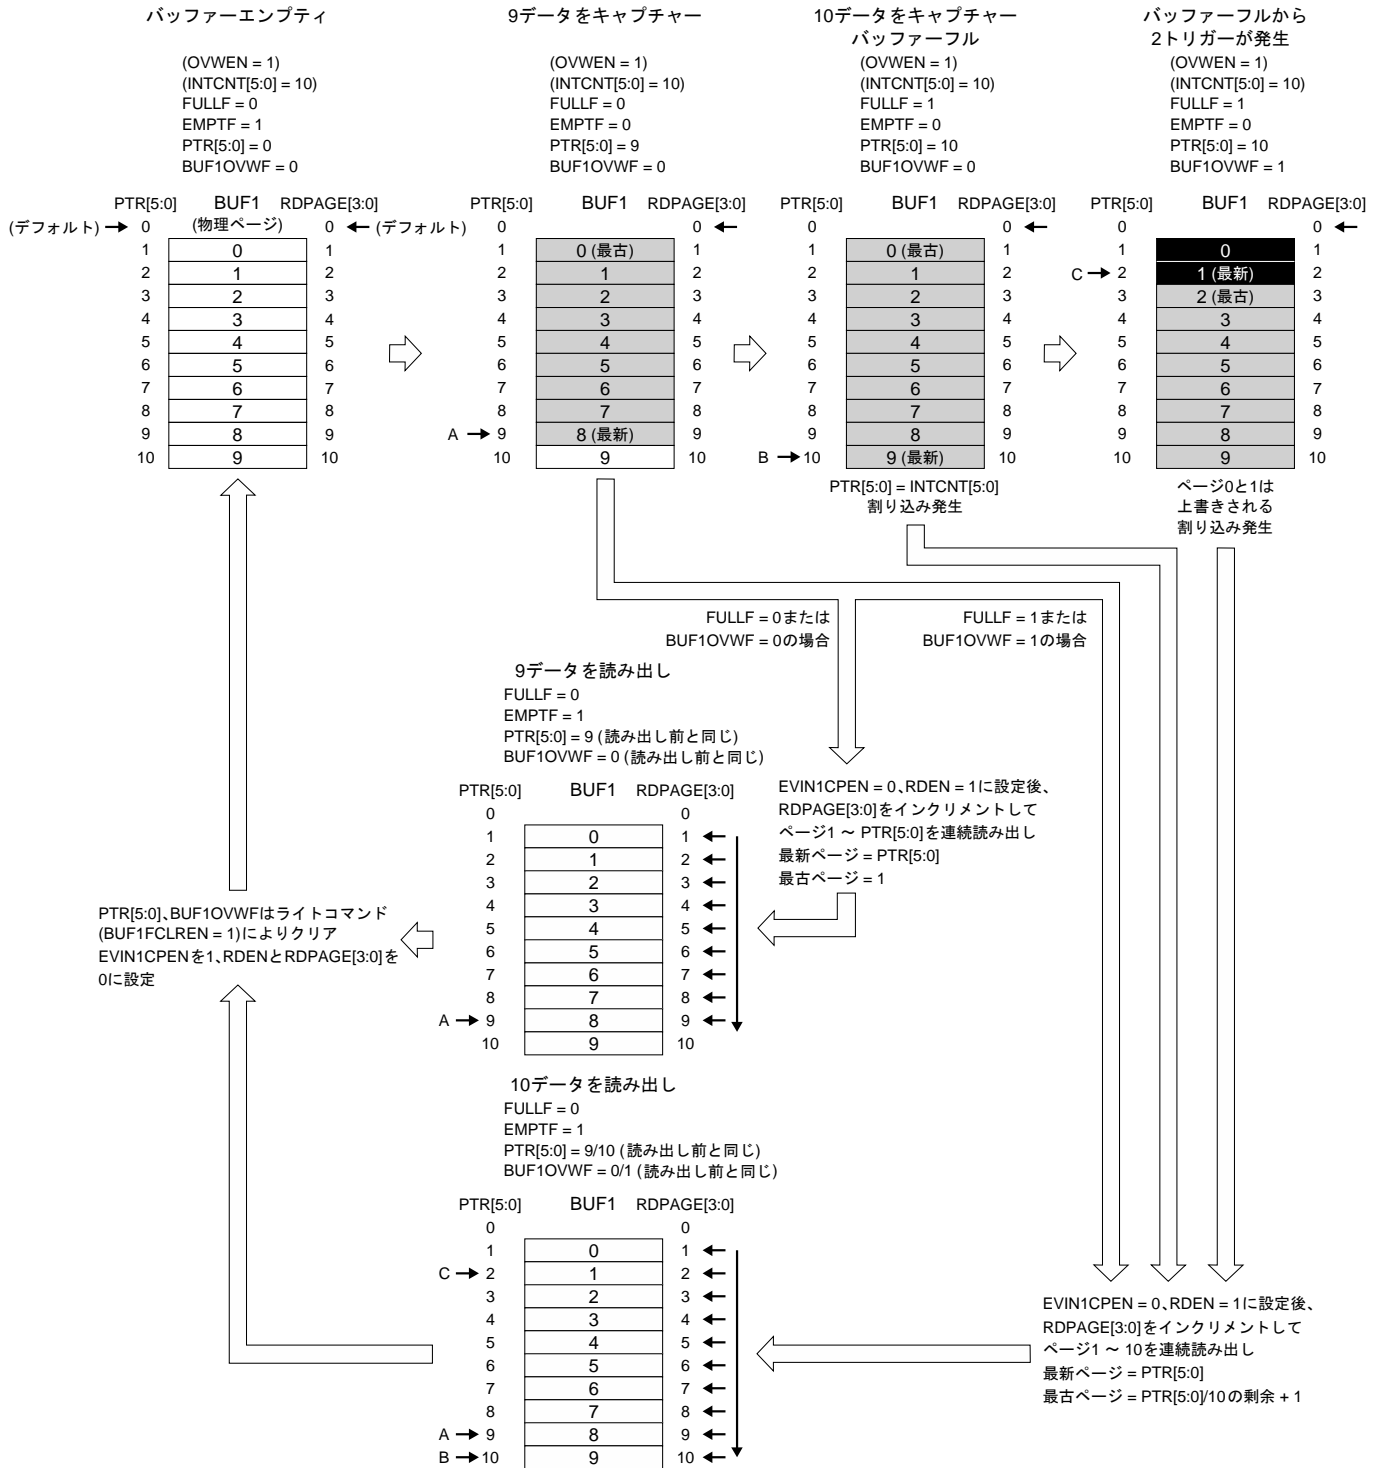 バッファーエンプティ
(OVWEN = 1)
(INTCNT[5:0] = 10)
FULLF = 0
EMPTF = 1
PTR[5:0] = 0
BUF1OVWF = 0
PTR[5:0] BUF1 RDPAGE[3:0]
(デフォルト) 0 (物理ページ) 0 (デフォルト)
1 0 1
2 1 2
3 2 3
4 3 4
5 4 5
6 5 6
7 6 7
8 7 8
9 8 9
10 9 10
9データをキャプチャー
(OVWEN = 1)
(INTCNT[5:0] = 10)
FULLF = 0
EMPTF = 0
PTR[5:0] = 9
BUF1OVWF = 0
PTR[5:0] BUF1 RDPAGE[3:0]
0 0
1 0 (最古) 1
2 1 2
3 2 3
4 3 4
5 4 5
6 5 6
7 6 7
8 7 8
A 9 8 (最新) 9
10 9 10
10データをキャプチャー
バッファーフル
(OVWEN = 1)
(INTCNT[5:0] = 10)
FULLF = 1
EMPTF = 0
PTR[5:0] = 10
BUF1OVWF = 0
PTR[5:0] BUF1 RDPAGE[3:0]
0 0
1 0 (最古) 1
2 1 2
3 2 3
4 3 4
5 4 5
6 5 6
7 6 7
8 7 8
9 8 9
B 10 9 (最新) 10
PTR[5:0] = INTCNT[5:0]
割り込み発生
バッファーフルから
2トリガーが発生
(OVWEN = 1)
(INTCNT[5:0] = 10)
FULLF = 1
EMPTF = 0
PTR[5:0] = 10
BUF1OVWF = 1
PTR[5:0] BUF1 RDPAGE[3:0]
0 0
1 0 1
C 2 1 (最新) 2
3 2 (最古) 3
4 3 4
5 4 5
6 5 6
7 6 7
8 7 8
9 8 9
10 9 10
ページ0と1は
上書きされる
割り込み発生
FULLF = 0または
BUF1OVWF = 0の場合
FULLF = 1または
BUF1OVWF = 1の場合
9データを読み出し
FULLF = 0
EMPTF = 1
PTR[5:0] = 9 (読み出し前と同じ)
BUF1OVWF = 0 (読み出し前と同じ)
PTR[5:0] BUF1 RDPAGE[3:0]
0 0
1 0 1
2 1 2
3 2 3
4 3 4
5 4 5
6 5 6
7 6 7
8 7 8
A 9 8 9
10 9 10
EVIN1CPEN = 0、RDEN = 1に設定後、
RDPAGE[3:0]をインクリメントして
ページ1 ～ PTR[5:0]を連続読み出し
最新ページ = PTR[5:0]
最古ページ = 1
PTR[5:0]、BUF1OVWFはライトコマンド
(BUF1FCLREN = 1)によりクリア
EVIN1CPENを1、RDENとRDPAGE[3:0]を
0に設定
10データを読み出し
FULLF = 0
EMPTF = 1
PTR[5:0] = 9/10 (読み出し前と同じ)
BUF1OVWF = 0/1 (読み出し前と同じ)
PTR[5:0] BUF1 RDPAGE[3:0]
0 0
1 0 1
C 2 1 2
3 2 3
4 3 4
5 4 5
6 5 6
7 6 7
8 7 8
A 9 8 9
B 10 9 10
EVIN1CPEN = 0、RDEN = 1に設定後、
RDPAGE[3:0]をインクリメントして
ページ1 ～ 10を連続読み出し
最新ページ = PTR[5:0]
最古ページ = PTR[5:0]/10の剰余 + 1